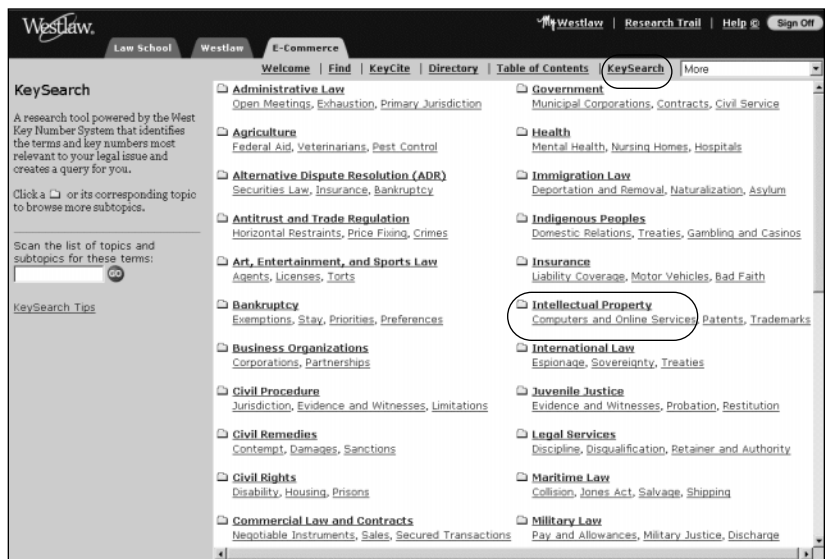 Westlaw.
My Westlaw | Research Trail | Help © Sign Off
Law School Westlaw E-Commerce
Welcome | Find | KeyCite | Directory | Table of Contents | KeySearch More
KeySearch
A research tool powered by the West
Key Number System that identifies
the terms and key numbers most
relevant to your legal issue and
creates a query for you.
Click a or its corresponding topic
to browse more subtopics.
Scan the list of topics and
subtopics for these terms:
GO
KeySearch Tips
Administrative Law
Open Meetings, Exhaustion, Primary Jurisdiction
Agriculture
Federal Aid, Veterinarians, Pest Control
Alternative Dispute Resolution (ADR)
Securities Law, Insurance, Bankruptcy
Antitrust and Trade Regulation
Horizontal Restraints, Price Fixing, Crimes
Art, Entertainment, and Sports Law
Agents, Licenses, Torts
Bankruptcy
Exemptions, Stay, Priorities, Preferences
Business Organizations
Corporations, Partnerships
Civil Procedure
Jurisdiction, Evidence and Witnesses, Limitations
Civil Remedies
Contempt, Damages, Sanctions
Civil Rights
Disability, Housing, Prisons
Commercial Law and Contracts
Negotiable Instruments, Sales, Secured Transactions
Government
Municipal Corporations, Contracts, Civil Service
Health
Mental Health, Nursing Homes, Hospitals
Immigration Law
Deportation and Removal, Naturalization, Asylum
Indigenous Peoples
Domestic Relations, Treaties, Gambling and Casinos
Insurance
Liability Coverage, Motor Vehicles, Bad Faith
Intellectual Property
Computers and Online Services, Patents, Trademarks
International Law
Espionage, Sovereignty, Treaties
Juvenile Justice
Evidence and Witnesses, Probation, Restitution
Legal Services
Discipline, Disqualification, Retainer and Authority
Maritime Law
Collision, Jones Act, Salvage, Shipping
Military Law
Pay and Allowances, Military Justice, Discharge